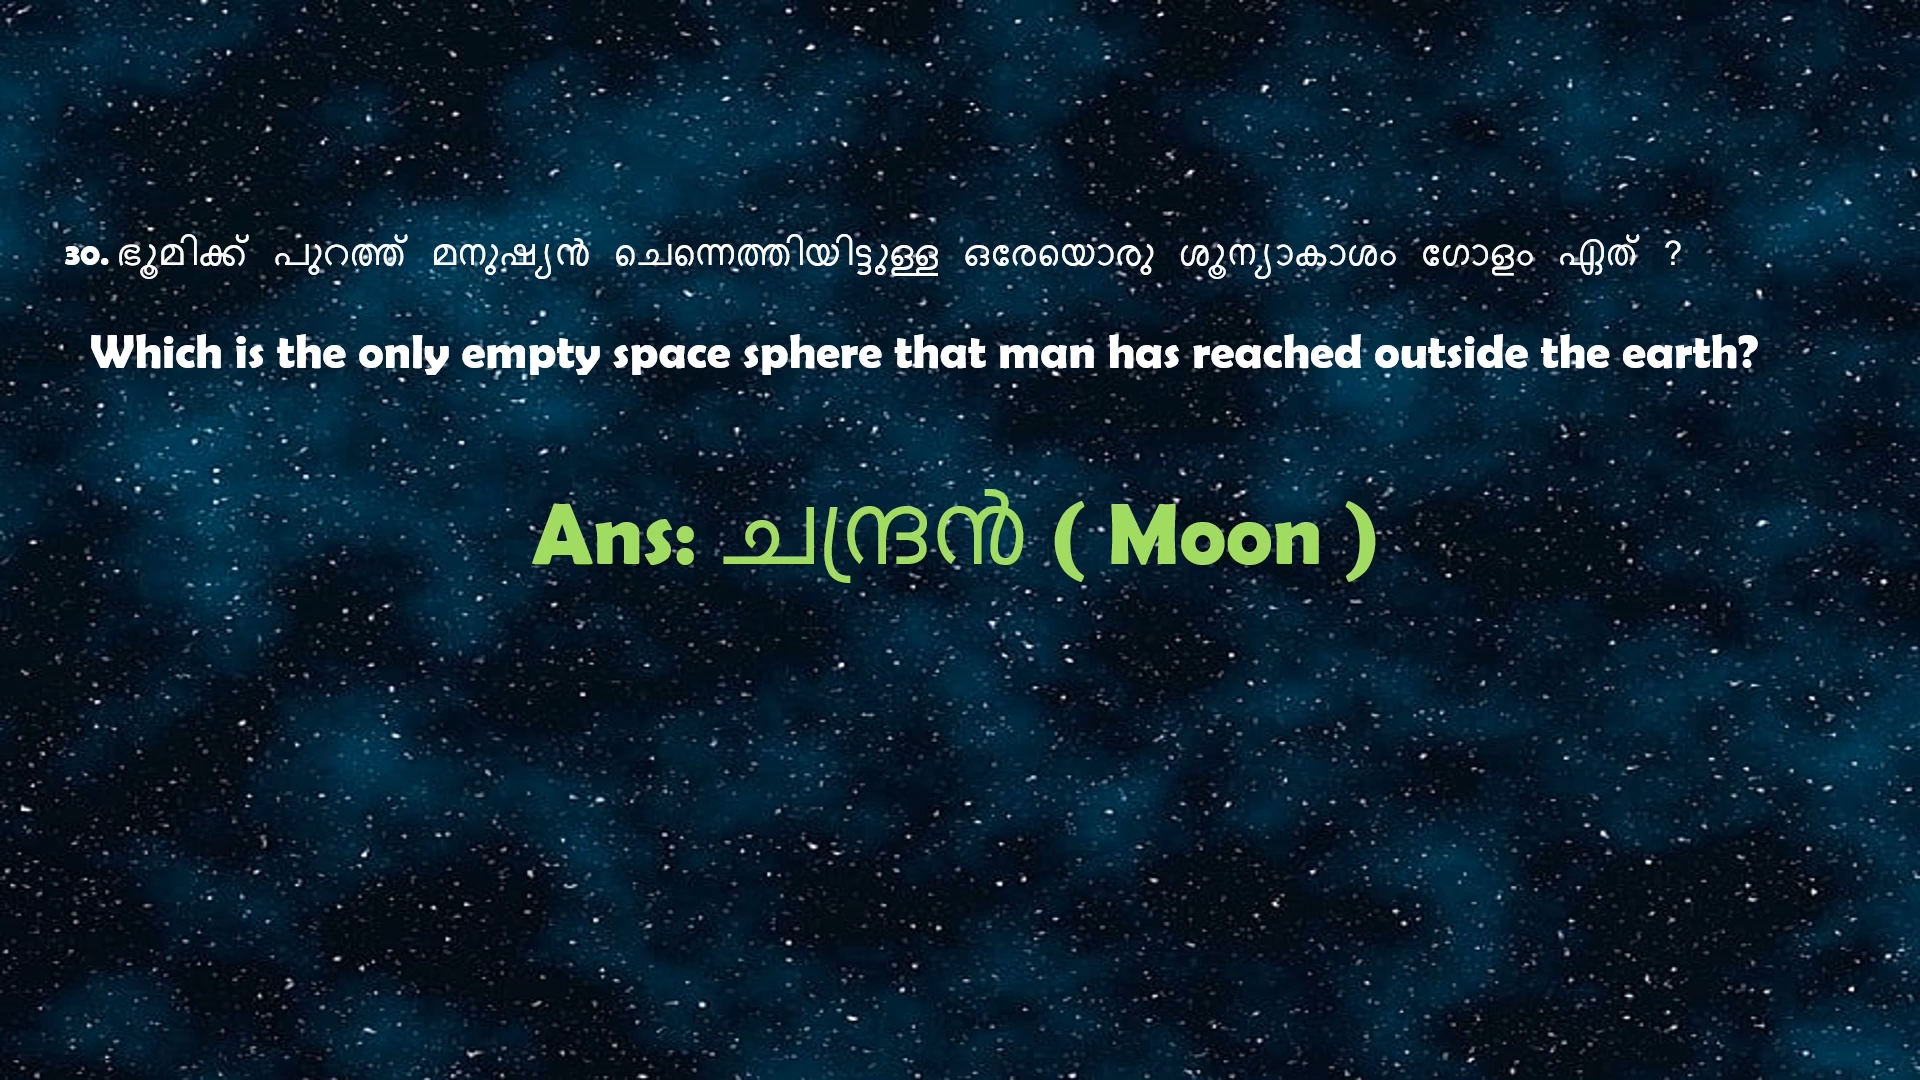 30. ഭൂമിക്ക് പുറത്ത് മനുഷ്യൻ ചെന്നെത്തിയിട്ടുള്ള ഒരേയൊരു ശൂന്യാകാശം ഗോളം ഏത് ?
Which is the only empty space sphere that man has reached outside the earth?
Ans: ചന്ദ്രൻ ( Moon )